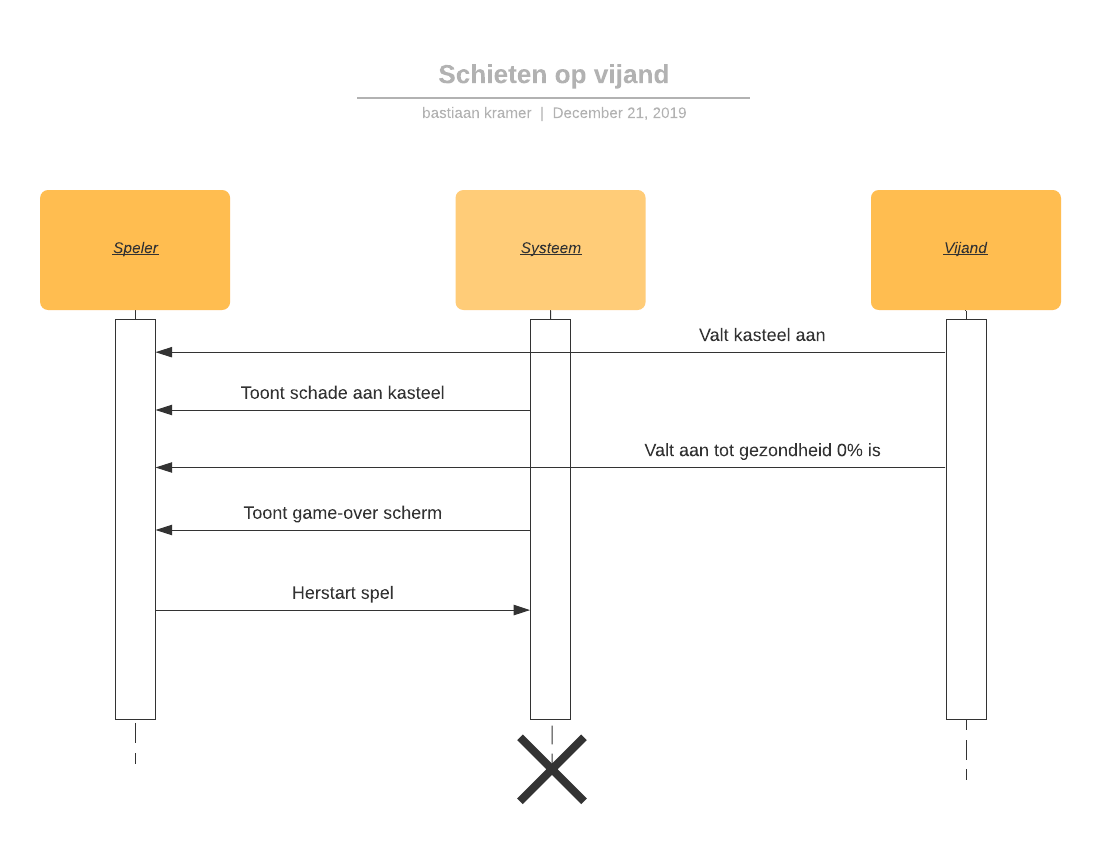 Schieten op vijand
bastiaan kramer | December 21, 2019
Speler
Systeem
Vijand
Valt kasteel aan
Toont schade aan kasteel
Valt aan tot gezondheid 0% is
Toont game-over scherm
Herstart spel